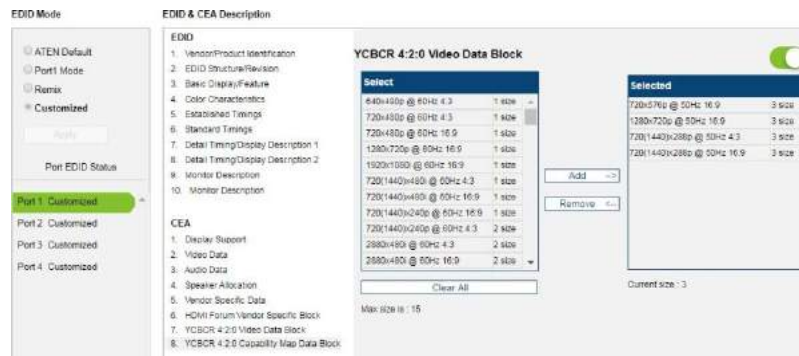 EDID Mode
EDID & CEA Description
ATEN Default
Port1 Mode
Remix
Customized
Apply
Port EDID Status
Port 1 Customized
Port 2 Customized
Port 3 Customized
Port 4 Customized
EDID
1. Vendor/Product Identification
2. EDID Structure/Revision
3. Basic Display/Feature
4. Color Characteristics
5. Established Timings
6. Standard Timings
7. Detail Timing/Display Description 1
8. Detail Timing/Display Description 2
9. Monitor Description
10. Monitor Description
CEA
1. Display Support
2. Video Data
3. Audio Data
4. Speaker Allocation
5. Vendor Specific Data
6. HDMI Forum Vendor Specific Block
7. YCBCR 4:2:0 Video Data Block
8. YCBCR 4:2:0 Capability Map Data Block
YCBCR 4:2:0 Video Data Block
Select
640x480p @ 60Hz 4:3 1 size
720x480p @ 60Hz 4:3 1 size
720x480p @ 60Hz 16:9 1 size
1280x720p @ 60Hz 16:9 1 size
1920x1080i @ 60Hz 16:9 1 size
720(1440)x480i @ 60Hz 4:3 1 size
720(1440)x480i @ 60Hz 16:9 1 size
720(1440)x240p @ 60Hz 16:9 1 size
720(1440)x240p @ 60Hz 4:3 2 size
2880x480i @ 60Hz 4:3 2 size
2880x480i @ 60Hz 16:9 2 size
Clear All
Max size is : 15
Add -->
Remove <--
Selected
720x576p @ 50Hz 16:9 3 size
1280x720p @ 50Hz 16:9 3 size
720(1440)x288p @ 50Hz 4:3 3 size
720(1440)x288p @ 50Hz 16:9 3 size
Current size : 3